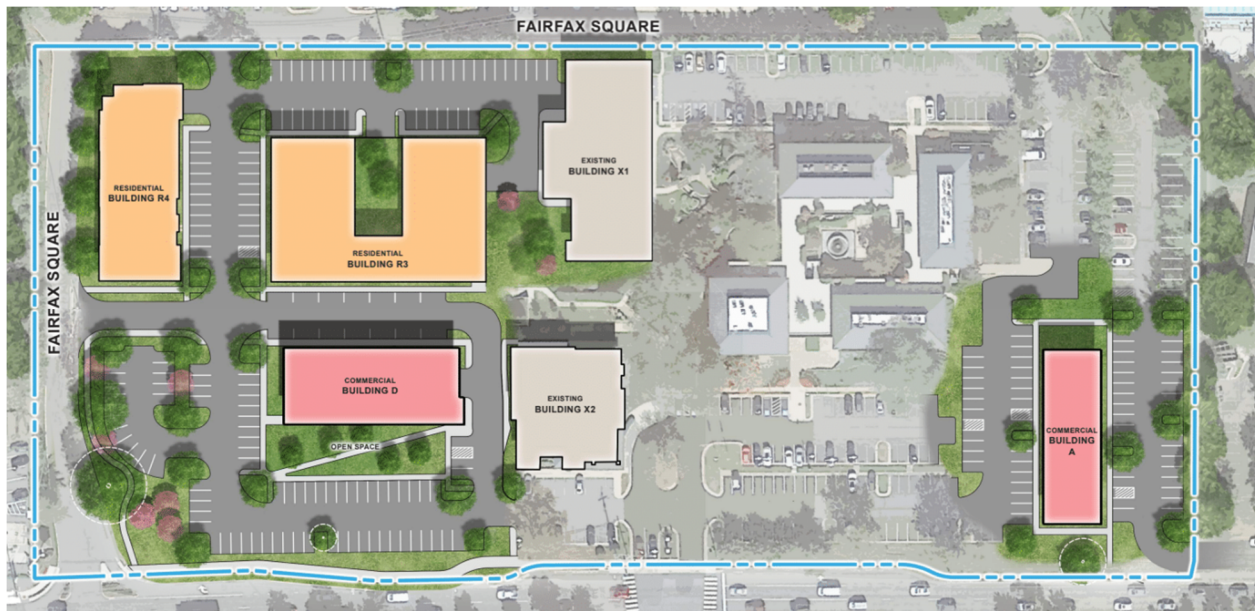 FAIRFAX SQUARE
FAIRFAX SQUARE
RESIDENTIAL
BUILDING R4
RESIDENTIAL
BUILDING R3
EXISTING
BUILDING X1
COMMERCIAL
BUILDING D
OPEN SPACE
EXISTING
BUILDING X2
COMMERCIAL
BUILDING
A